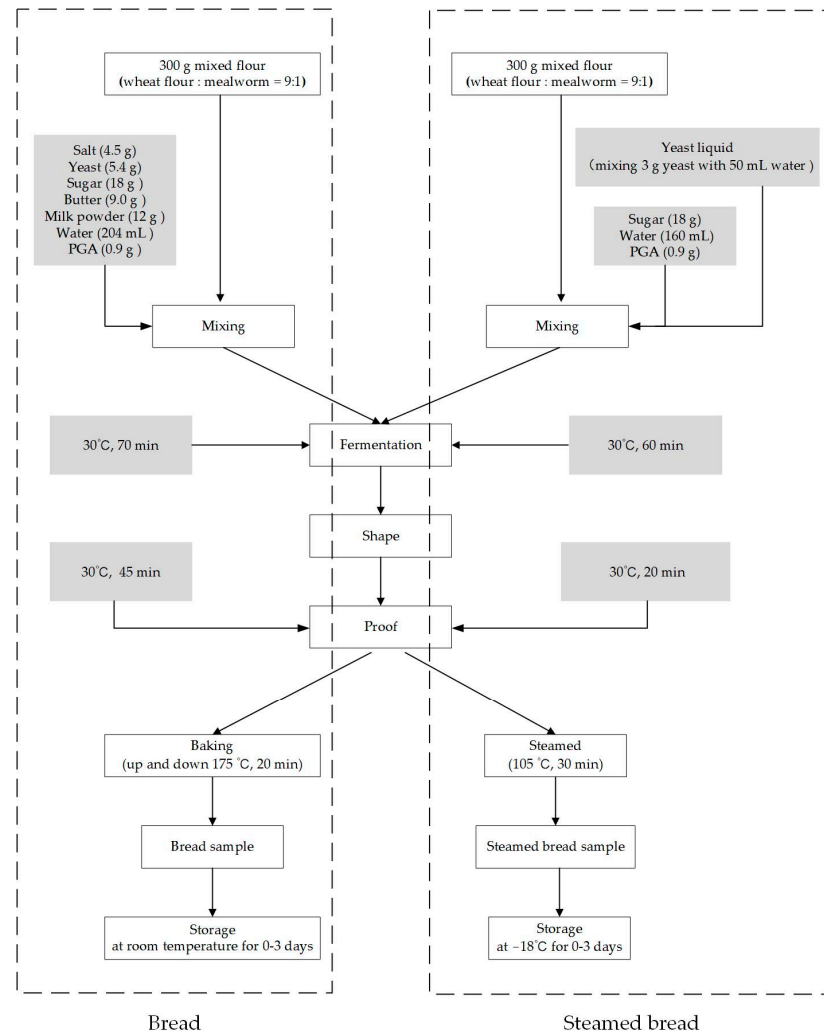 300 g mixed flour
(wheat flour : mealworm = 9:1)
Salt (4.5 g)
Yeast (5.4 g)
Sugar (18 g )
Butter (9.0 g)
Milk powder (12 g )
Water (204 mL )
PGA (0.9 g )
Mixing
300 g mixed flour
(wheat flour : mealworm = 9:1)
Yeast liquid
(mixing 3 g yeast with 50 mL water )
Sugar (18 g)
Water (160 mL)
PGA (0.9 g)
Mixing
30℃, 70 min
Fermentation
30℃, 60 min
Shape
30℃, 45 min
Proof
30℃, 20 min
Baking
(up and down 175 ℃, 20 min)
Bread sample
Storage
at room temperature for 0-3 days
Steamed
(105 ℃, 30 min)
Steamed bread sample
Storage
at −18℃ for 0-3 days
Bread
Steamed bread